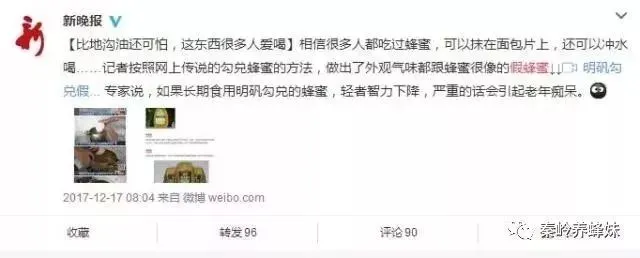 新晚报
【比地沟油还可怕，这东西很多人爱喝】相信很多人都吃过蜂蜜，可以抹在面包片上，还可以冲水
喝……记者按照网上传说的勾兑蜂蜜的方法，做出了外观气味都跟蜂蜜很像的假蜂蜜↓↓明矾勾
兑假... 专家说，如果长期食用明矾勾兑的蜂蜜，轻者智力下降，严重的话会引起老年痴呆。
2017-12-17 08:04 来自 微博 weibo.com
收藏 转发 96 评论 90
秦岭养蜂妹